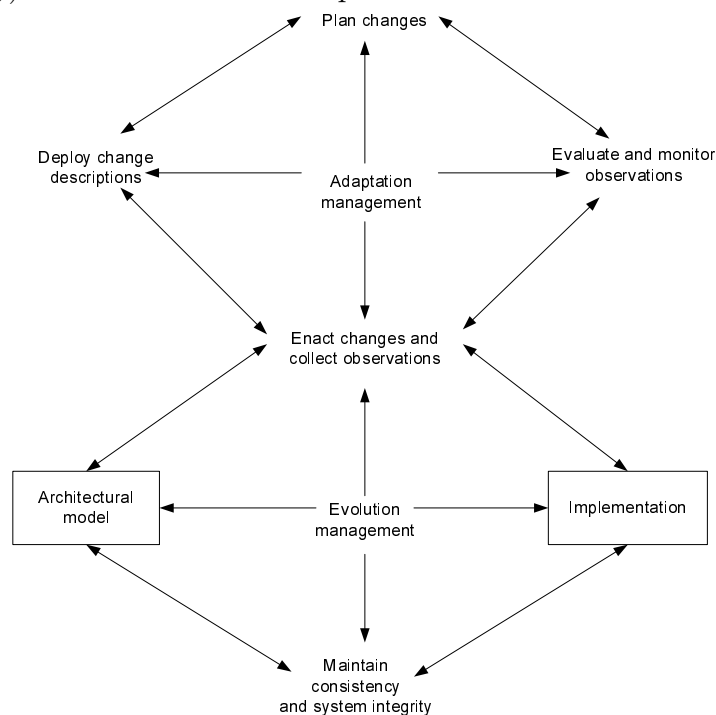 Plan changes
Deploy change
descriptions
Evaluate and monitor
observations
Adaptation
management
Enact changes and
collect observations
Architectural
model
Evolution
management
Implementation
Maintain
consistency
and system integrity